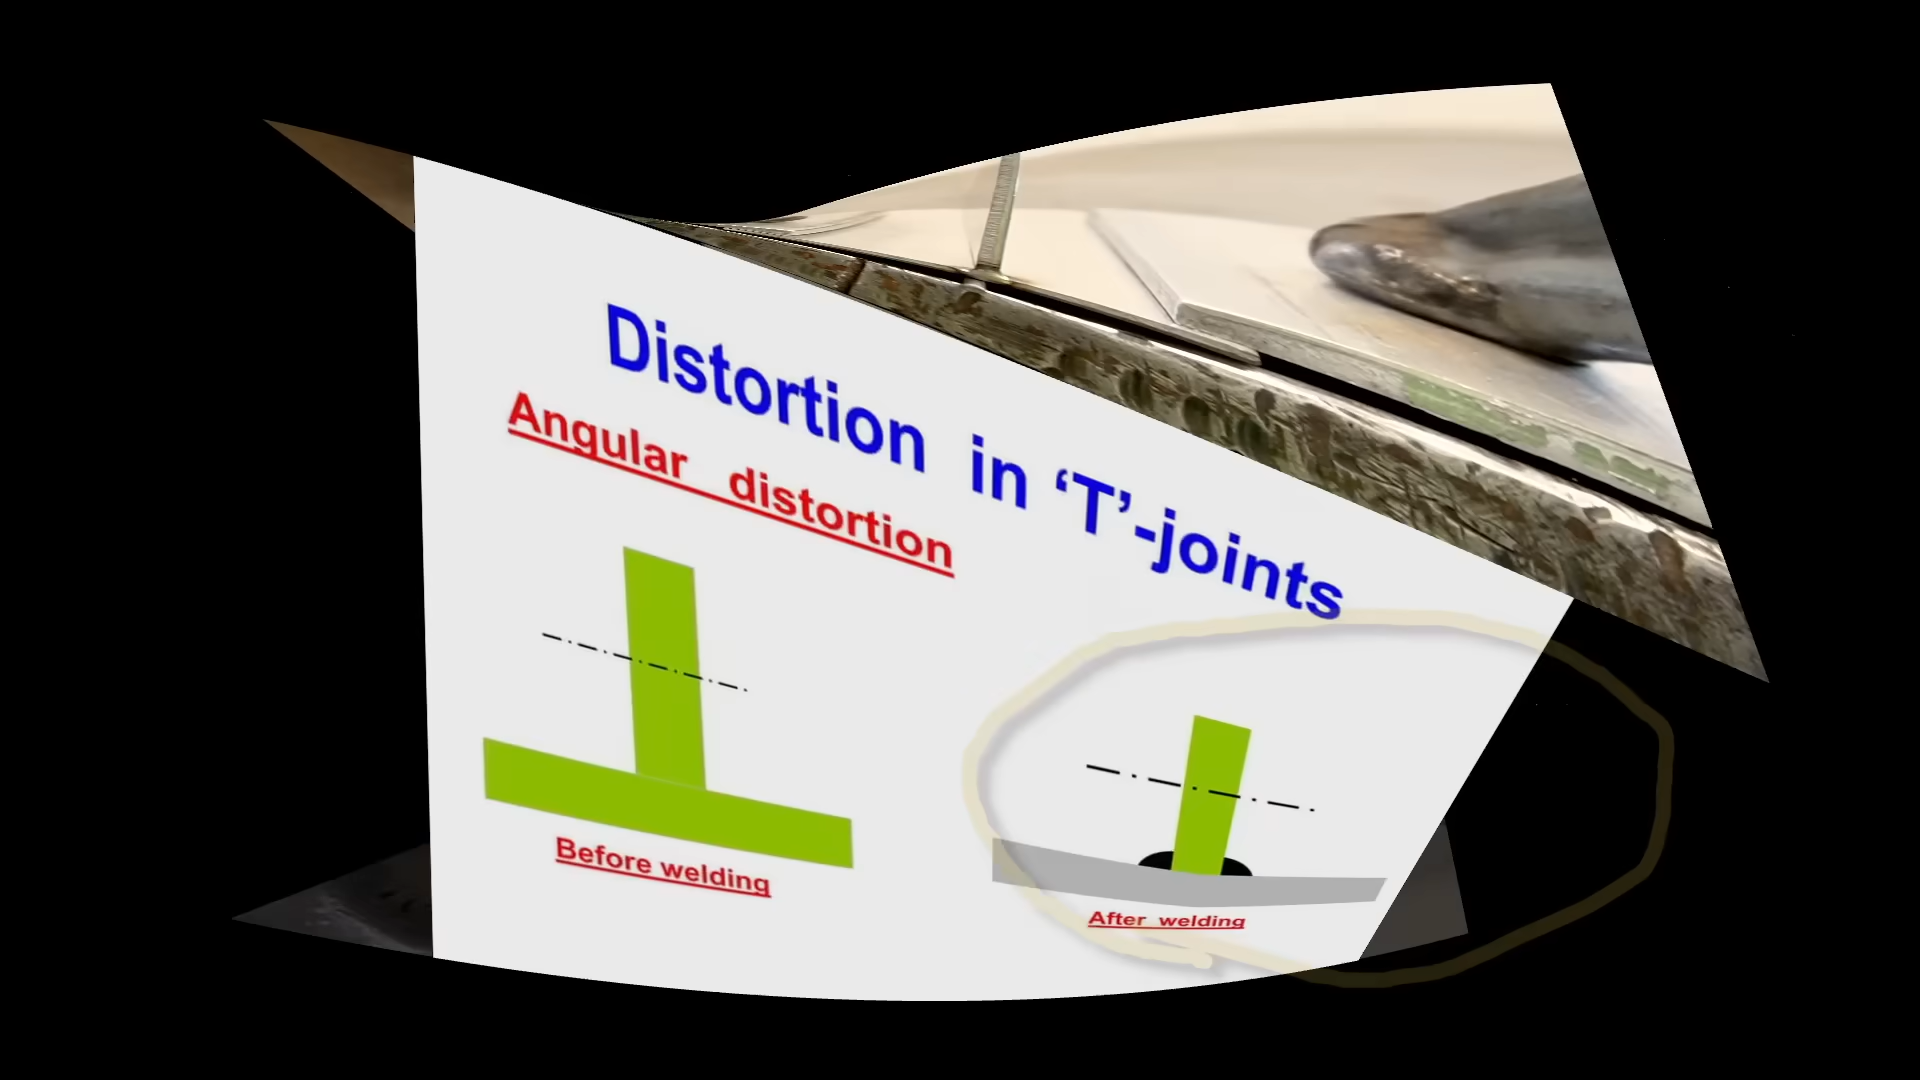 Distortion in ‘T’-joints
Angular distortion
Before welding
After welding